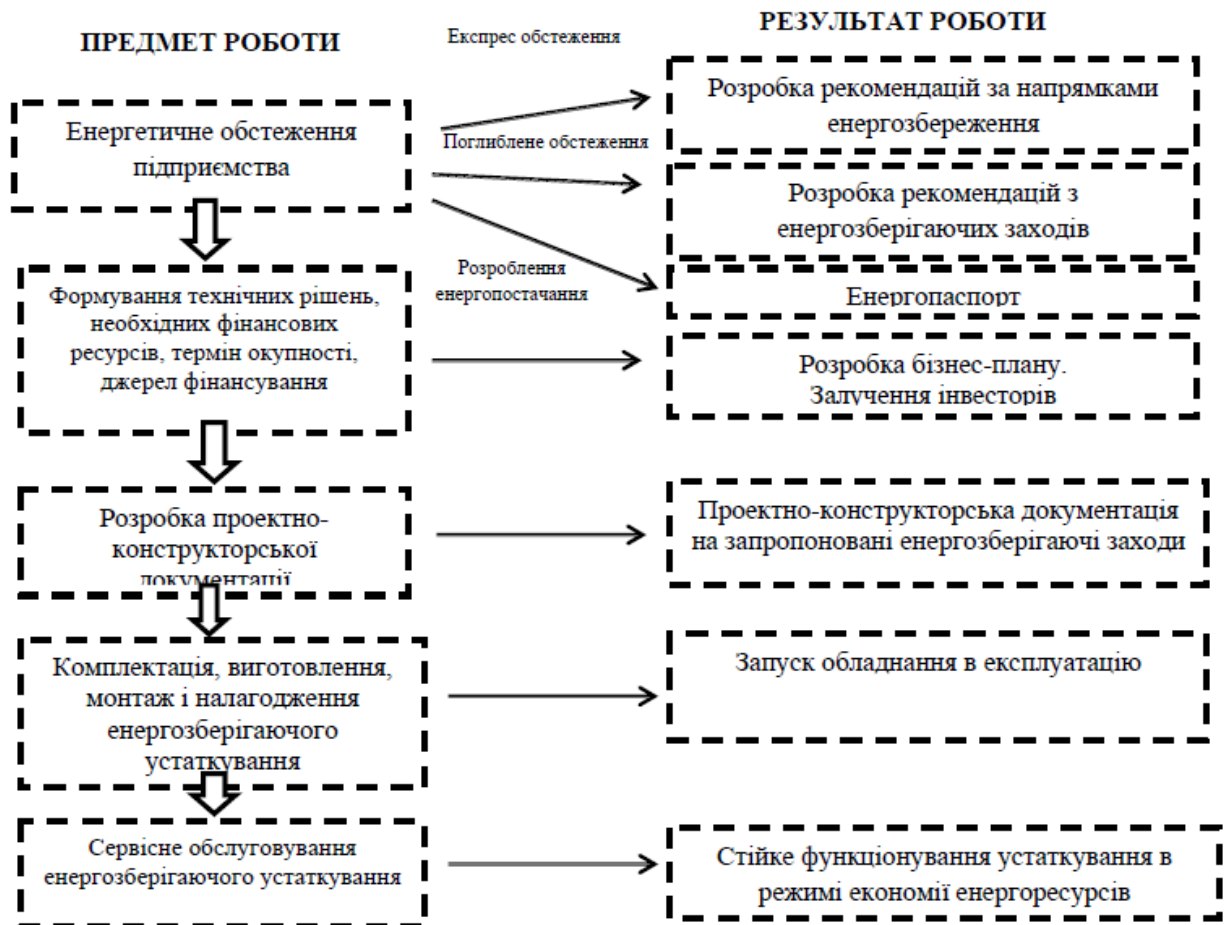 ПРЕДМЕТ РОБОТИ
Експрес обстеження
РЕЗУЛЬТАТ РОБОТИ
Енергетичне обстеження
підприємства
Розробка рекомендацій за напрямками
енергозбереження
Поглиблене обстеження
Розробка рекомендацій з
енергозберігаючих заходів
Розроблення
енергопостачання
Енергопаспорт
Формування технічних рішень,
необхідних фінансових
ресурсів, термін окупності,
джерел фінансування
Розробка бізнес-плану.
Залучення інвесторів
Розробка проектно-
конструкторської
документації
Проектно-конструкторська документація
на запропоновані енергозберігаючі заходи
Комплектація, виготовлення,
монтаж і налагодження
енергозберігаючого
устаткування
Запуск обладнання в експлуатацію
Сервісне обслуговування
енергозберігаючого устаткування
Стійке функціонування устаткування в
режимі економії енергоресурсів